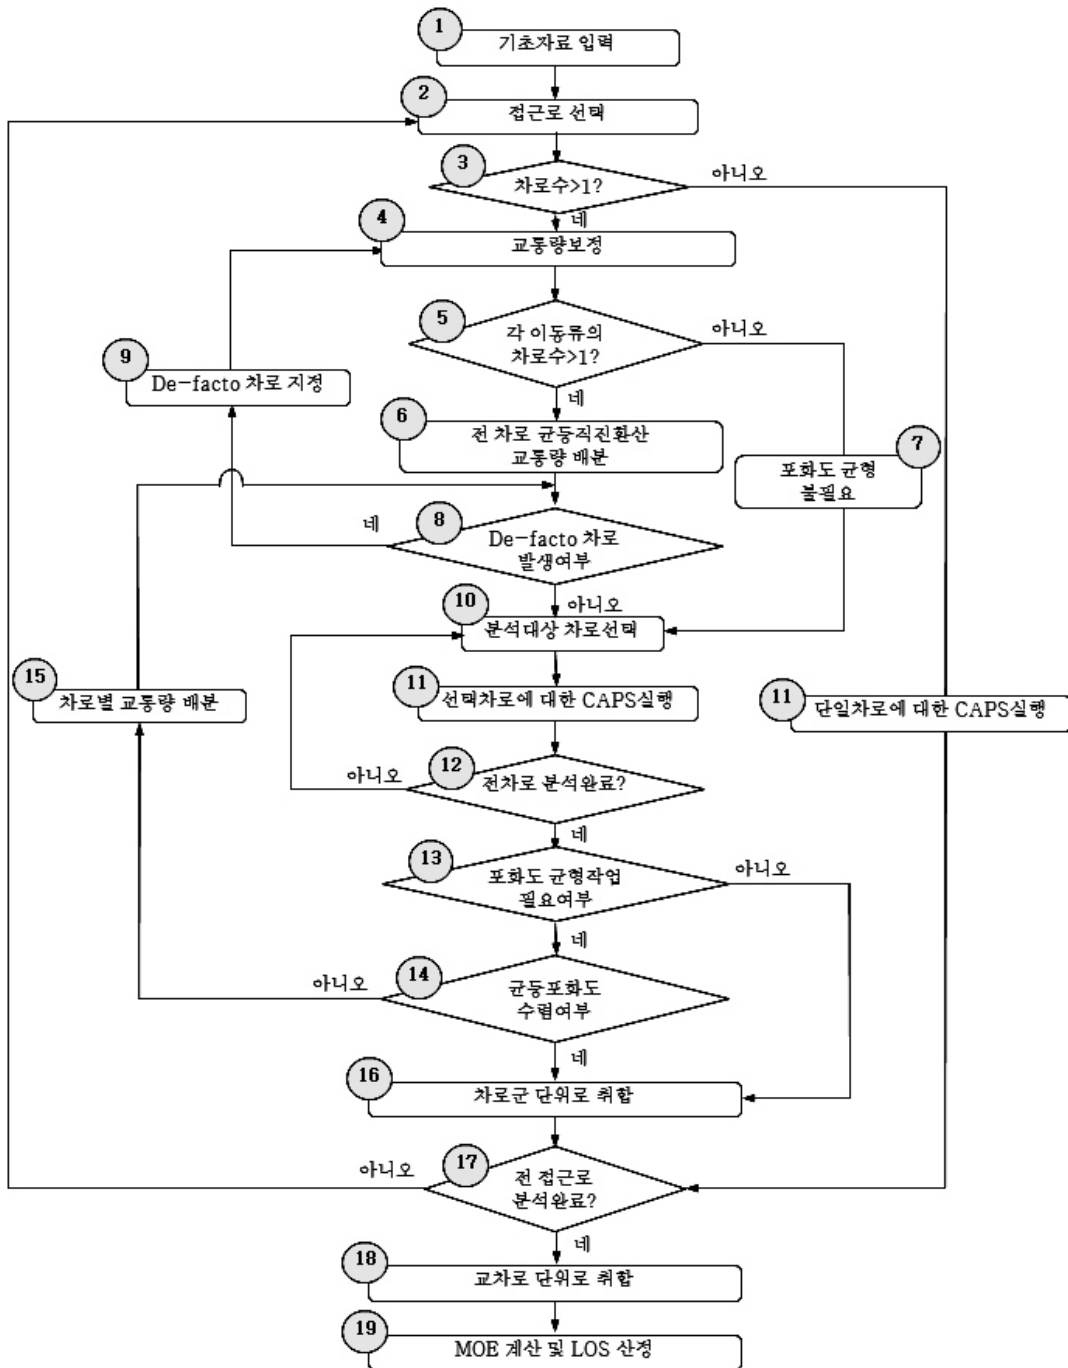 1
기초자료 입력
2
접근로 선택
3
차로수>1?
아니오
네
4
교통량보정
5
각 이동류의
차로수>1?
아니오
네
9
De-facto 차로 지정
6
전 차로 균등직진환산
교통량 배분
7
포화도 균형
불필요
8
De-facto 차로
발생여부
네
아니오
10
분석대상 차로선택
15
차로별 교통량 배분
11
선택차로에 대한 CAPS실행
11
단일차로에 대한 CAPS실행
12
전차로 분석완료?
아니오
네
13
포화도 균형작업
필요여부
아니오
네
14
균등포화도
수렴여부
아니오
네
16
차로군 단위로 취합
17
전 접근로
분석완료?
아니오
네
18
교차로 단위로 취합
19
MOE 계산 및 LOS 산정